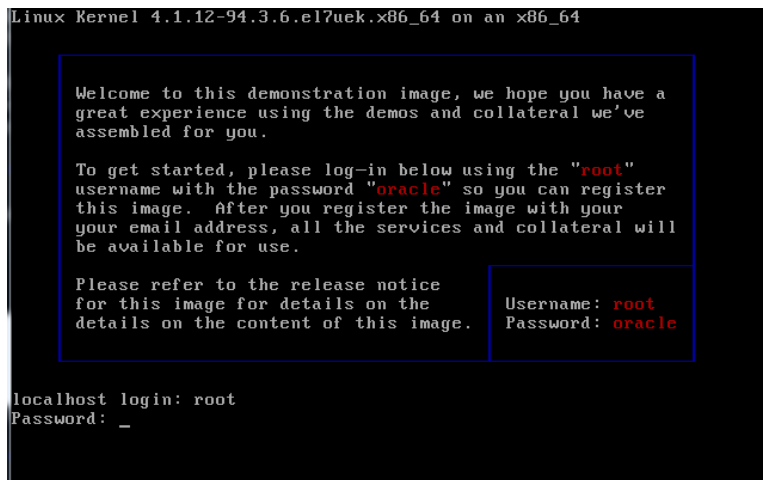 Linux Kernel 4.1.12-94.3.6.el7uek.x86_64 on an x86_64
Welcome to this demonstration image, we hope you have a
great experience using the demos and collateral we've
assembled for you.
To get started, please log-in below using the "root"
username with the password "oracle" so you can register
this image.  After you register the image with your
your email address, all the services and collateral will
be available for use.
Please refer to the release notice
for this image for details on the
details on the content of this image.
Username: root
Password: oracle
localhost login: root
Password: _